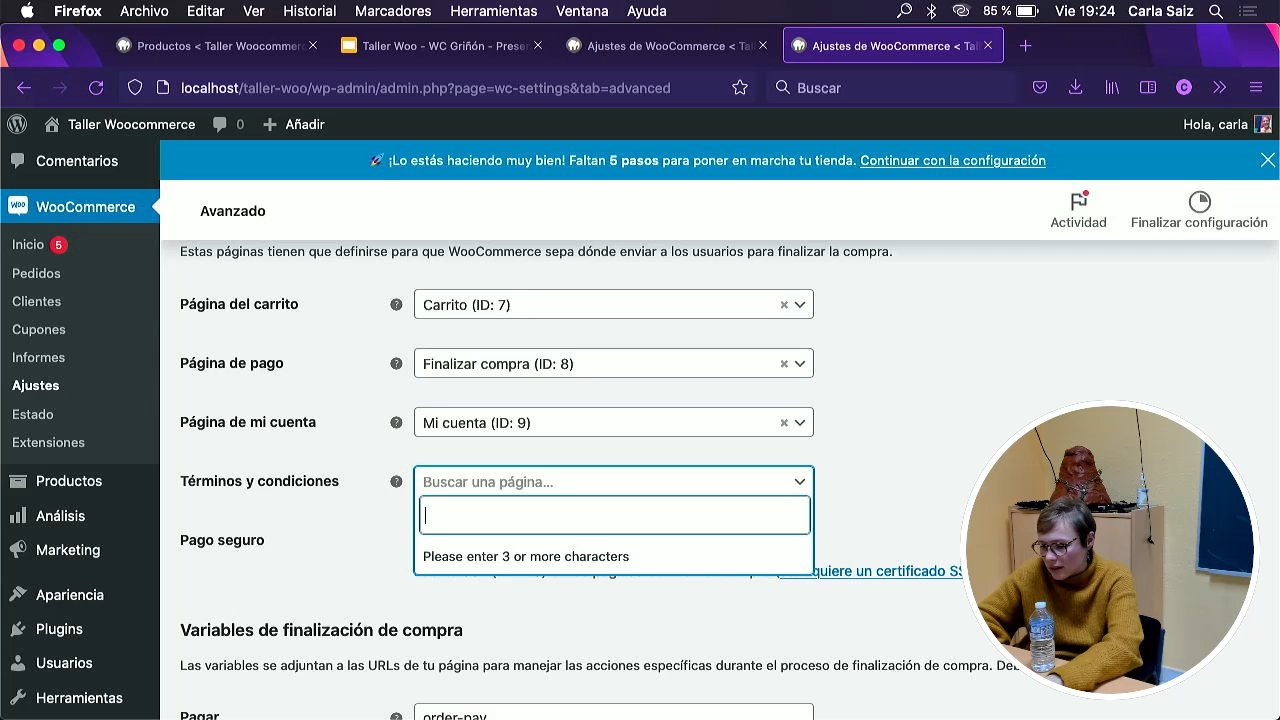 Firefox Archivo Editar Ver Historial Marcadores Herramientas Ventana Ayuda 85 % Vie 19:24 Carla Saiz
Productos < Taller Woocommerc
Taller Woo - WC Griñón - Prese
Ajustes de WooCommerce < Tal
Ajustes de WooCommerce < Tal
localhost/taller-woo/wp-admin/admin.php?page=wc-settings&tab=advanced
Buscar
C
Taller Woocommerce 0 Añadir Hola, carla
Comentarios
WooCommerce
Inicio 5
Pedidos
Clientes
Cupones
Informes
Ajustes
Estado
Extensiones
Productos
Análisis
Marketing
Apariencia
Plugins
Usuarios
Herramientas
¡Lo estás haciendo muy bien! Faltan 5 pasos para poner en marcha tu tienda. Continuar con la configuración
Avanzado
Actividad
Finalizar configuración
Estas páginas tienen que definirse para que WooCommerce sepa dónde enviar a los usuarios para finalizar la compra.
Página del carrito Carrito (ID: 7)
Página de pago Finalizar compra (ID: 8)
Página de mi cuenta Mi cuenta (ID: 9)
Términos y condiciones Buscar una página...
Please enter 3 or more characters
Pago seguro
quiere un certificado SS
Variables de finalización de compra
Las variables se adjuntan a las URLs de tu página para manejar las acciones específicas durante el proceso de finalización de compra. Deb
Pagar order-pay